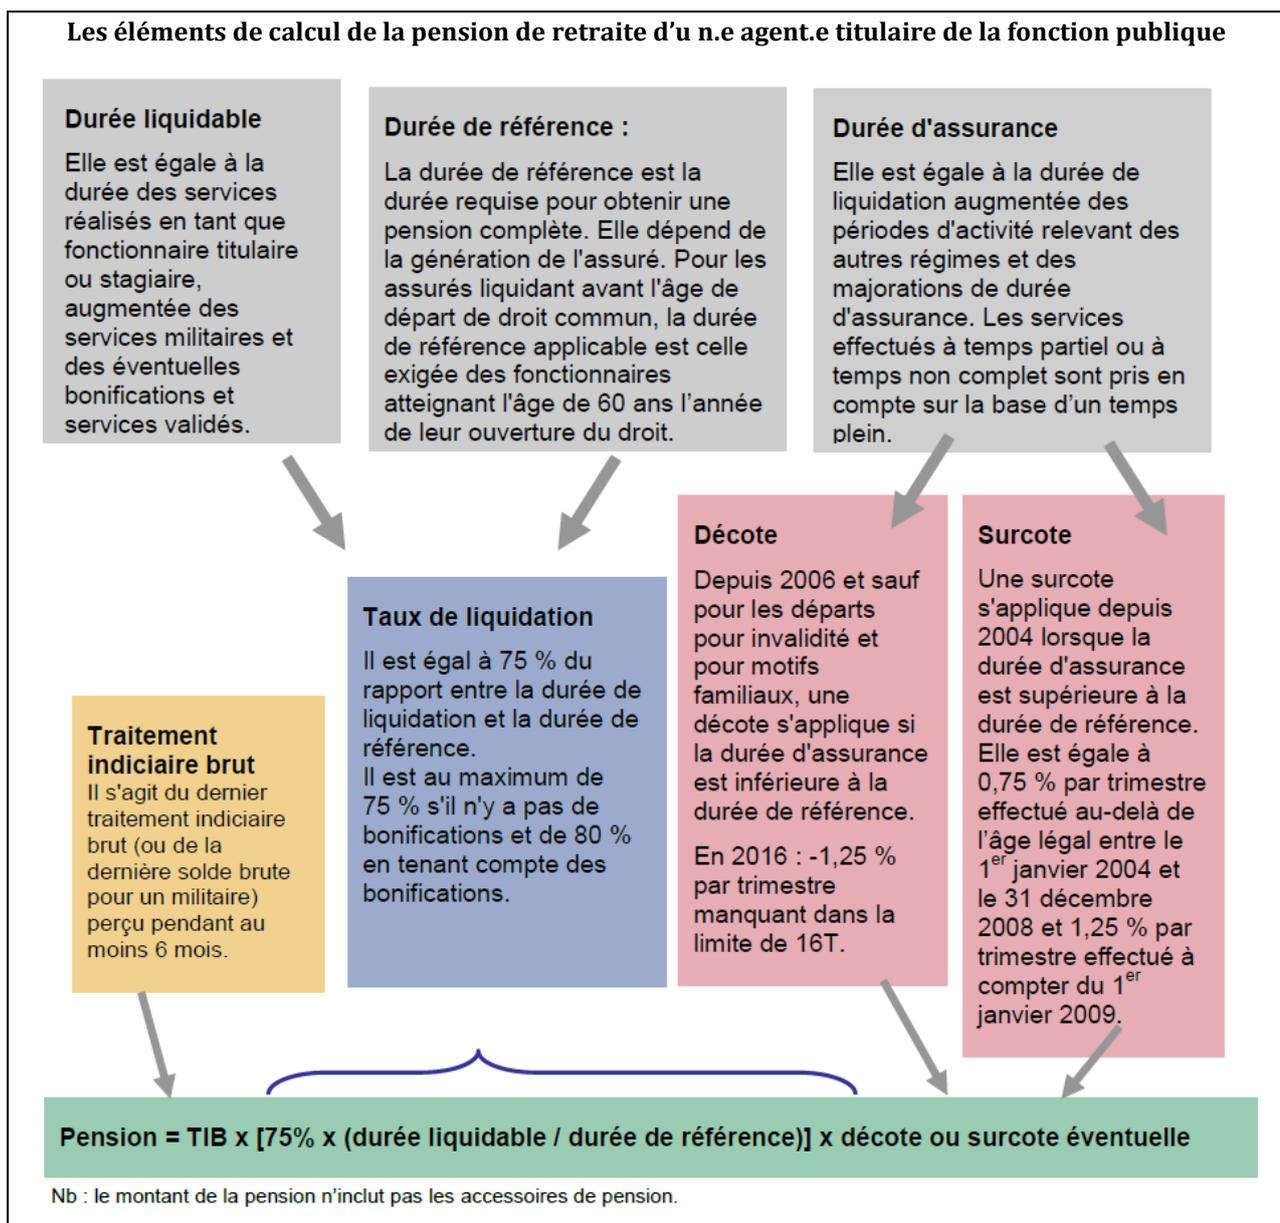 Les éléments de calcul de la pension de retraite d’u n.e agent.e titulaire de la fonction publique
Durée liquidable
Elle est égale à la
durée des services
réalisés en tant que
fonctionnaire titulaire
ou stagiaire,
augmentée des
services militaires et
des éventuelles
bonifications et
services validés.
Durée de référence :
La durée de référence est la
durée requise pour obtenir une
pension complète. Elle dépend de
la génération de l'assuré. Pour les
assurés liquidant avant l'âge de
départ de droit commun, la durée
de référence applicable est celle
exigée des fonctionnaires
atteignant l'âge de 60 ans l’année
de leur ouverture du droit.
Durée d'assurance
Elle est égale à la durée de
liquidation augmentée des
périodes d'activité relevant des
autres régimes et des
majorations de durée
d'assurance. Les services
effectués à temps partiel ou à
temps non complet sont pris en
compte sur la base d’un temps
plein.
Traitement
indiciaire brut
Il s'agit du dernier
traitement indiciaire
brut (ou de la
dernière solde brute
pour un militaire)
perçu pendant au
moins 6 mois.
Taux de liquidation
Il est égal à 75 % du
rapport entre la durée de
liquidation et la durée de
référence.
Il est au maximum de
75 % s'il n'y a pas de
bonifications et de 80 %
en tenant compte des
bonifications.
Décote
Depuis 2006 et sauf
pour les départs
pour invalidité et
pour motifs
familiaux, une
décote s'applique si
la durée d'assurance
est inférieure à la
durée de référence.
En 2016 : -1,25 %
par trimestre
manquant dans la
limite de 16T.
Surcote
Une surcote
s'applique depuis
2004 lorsque la
durée d'assurance
est supérieure à la
durée de référence.
Elle est égale à
0,75 % par trimestre
effectué au-delà de
l’âge légal entre le
1er janvier 2004 et
le 31 décembre
2008 et 1,25 % par
trimestre effectué à
compter du 1er
janvier 2009.
Pension = TIB x [75% x (durée liquidable / durée de référence)] x décote ou surcote éventuelle
Nb : le montant de la pension n’inclut pas les accessoires de pension.